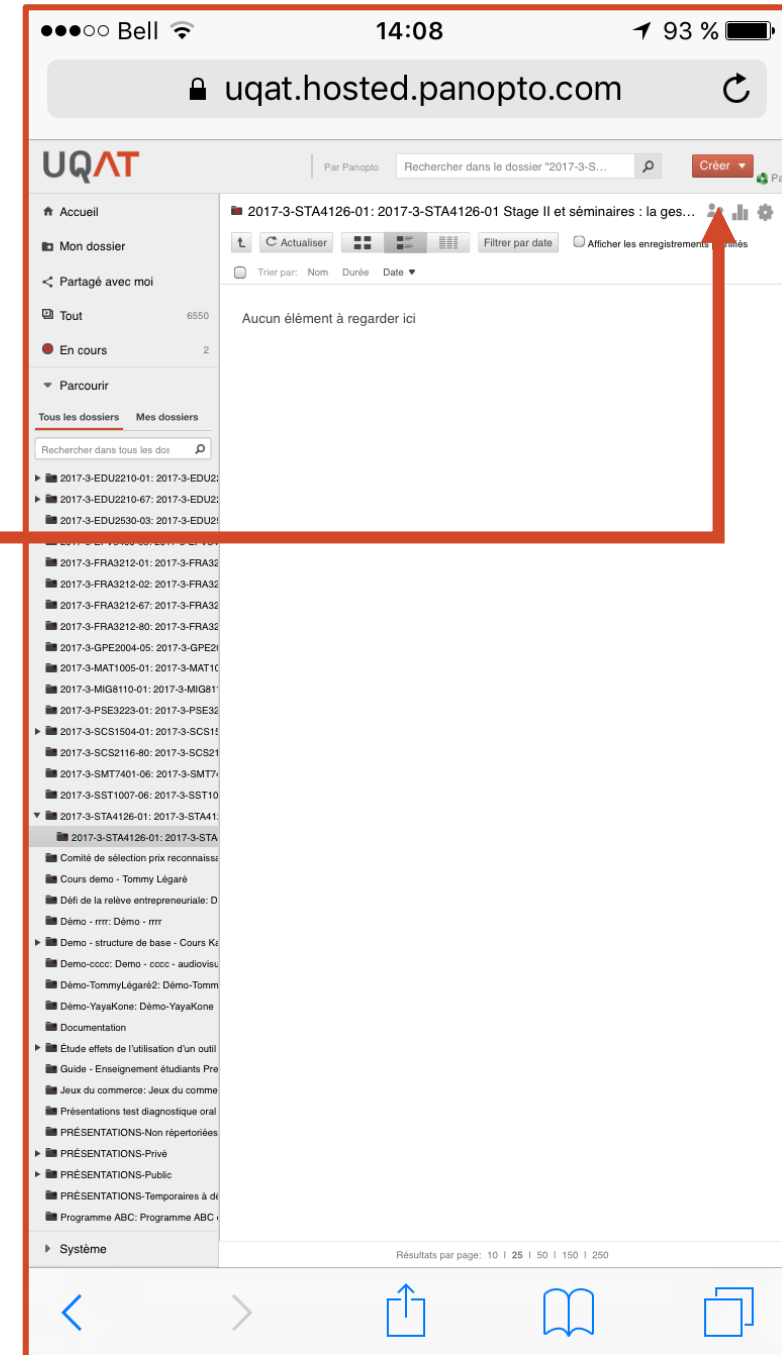 Bell 14:08 93 %
uqat.hosted.panopto.com
UQAT Par Panopto Rechercher dans le dossier "2017-3-S... Créer Pa
Accueil
Mon dossier
Partagé avec moi
Tout 6550
En cours 2
Parcourir
Tous les dossiers Mes dossiers
Rechercher dans tous les dos
2017-3-EDU2210-01: 2017-3-EDU22
2017-3-EDU2210-67: 2017-3-EDU22
2017-3-EDU2530-03: 2017-3-EDU25
2017-3-FRA3212-01: 2017-3-FRA32
2017-3-FRA3212-02: 2017-3-FRA32
2017-3-FRA3212-67: 2017-3-FRA32
2017-3-FRA3212-80: 2017-3-FRA32
2017-3-GPE2004-05: 2017-3-GPE20
2017-3-MAT1005-01: 2017-3-MAT10
2017-3-MIG8110-01: 2017-3-MIG811
2017-3-PSE3223-01: 2017-3-PSE32
2017-3-SCS1504-01: 2017-3-SCS15
2017-3-SCS2116-80: 2017-3-SCS21
2017-3-SMT7401-06: 2017-3-SMT74
2017-3-SST1007-06: 2017-3-SST10
2017-3-STA4126-01: 2017-3-STA41
2017-3-STA4126-01: 2017-3-STA
Comité de sélection prix reconnaissa
Cours demo - Tommy Légaré
Défi de la relève entrepreneuriale: D
Démo - rrrr: Démo - rrrr
Demo - structure de base - Cours Ka
Demo-cccc: Demo - cccc - audiovisu
Démo-TommyLégaré2: Démo-Tomm
Démo-YayaKone: Démo-YayaKone
Documentation
Étude effets de l'utilisation d'un outil
Guide - Enseignement étudiants Pre
Jeux du commerce: Jeux du comme
Présentations test diagnostique oral
PRÉSENTATIONS-Non répertoriées
PRÉSENTATIONS-Privé
PRÉSENTATIONS-Public
PRÉSENTATIONS-Temporaires à dé
Programme ABC: Programme ABC
Système
2017-3-STA4126-01: 2017-3-STA4126-01 Stage II et séminaires : la ges...
Actualiser Filtrer par date Afficher les enregistrements
Trier par: Nom Durée Date
Aucun élément à regarder ici
Résultats par page: 10 | 25 | 50 | 150 | 250